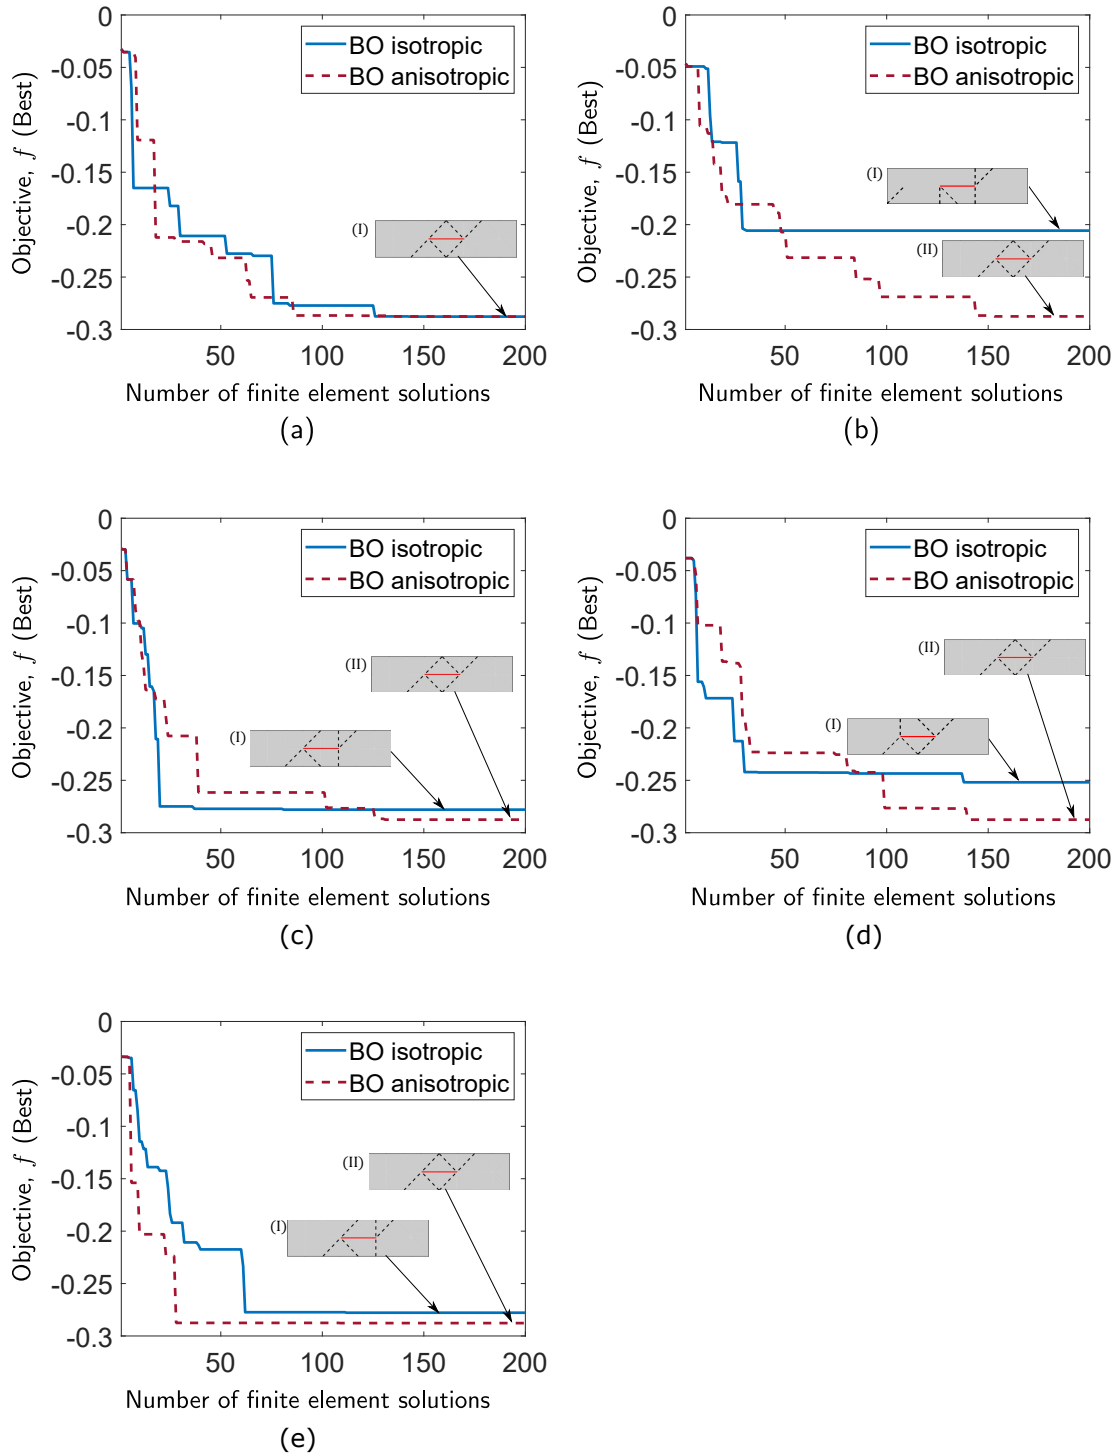 0
-0.05
-0.1
-0.15
-0.2
-0.25
-0.3
50
100
150
200
Objective, f (Best)
Number of finite element solutions
BO isotropic
BO anisotropic
(I)
(a)
0
-0.05
-0.1
-0.15
-0.2
-0.25
-0.3
50
100
150
200
Objective, f (Best)
Number of finite element solutions
BO isotropic
BO anisotropic
(I)
(II)
(b)
0
-0.05
-0.1
-0.15
-0.2
-0.25
-0.3
50
100
150
200
Objective, f (Best)
Number of finite element solutions
BO isotropic
BO anisotropic
(II)
(I)
(c)
0
-0.05
-0.1
-0.15
-0.2
-0.25
-0.3
50
100
150
200
Objective, f (Best)
Number of finite element solutions
BO isotropic
BO anisotropic
(II)
(I)
(d)
0
-0.05
-0.1
-0.15
-0.2
-0.25
-0.3
50
100
150
200
Objective, f (Best)
Number of finite element solutions
BO isotropic
BO anisotropic
(II)
(I)
(e)